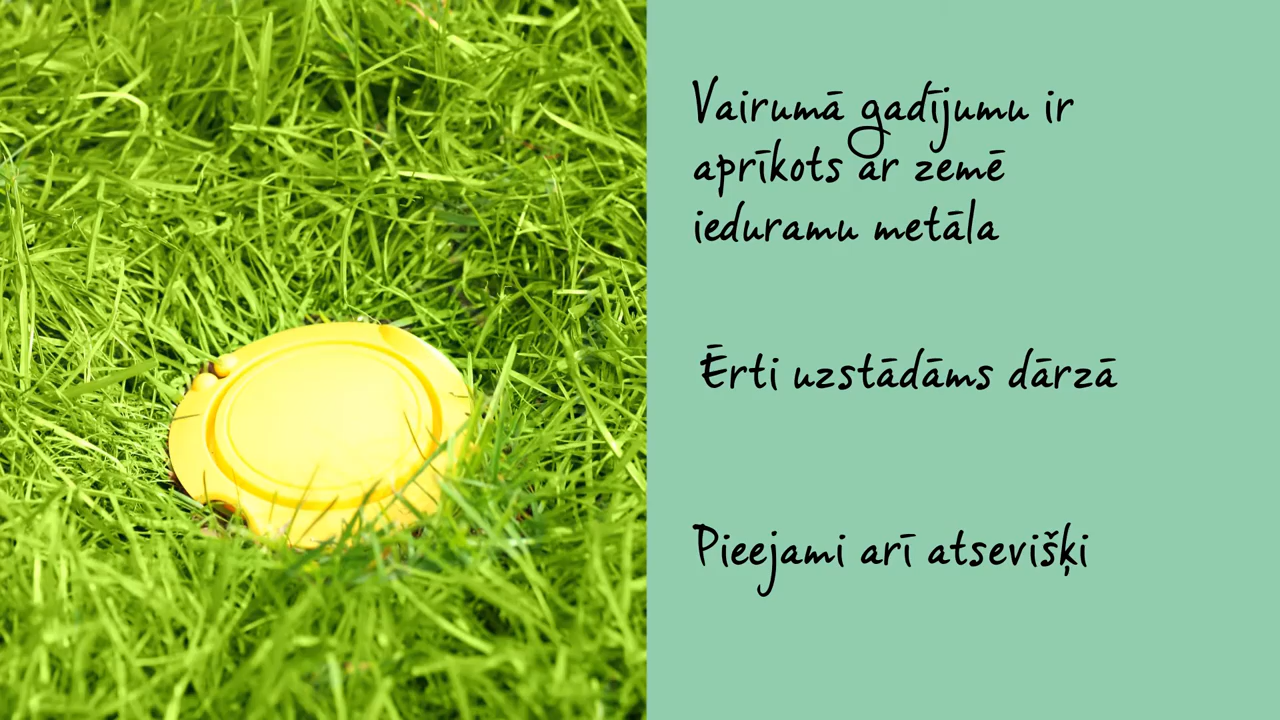 Vairumā gadījumu ir
aprīkots ar zemē
ieduramu metāla
Ērti uzstādāms dārzā
Pieejami arī atsevišķi